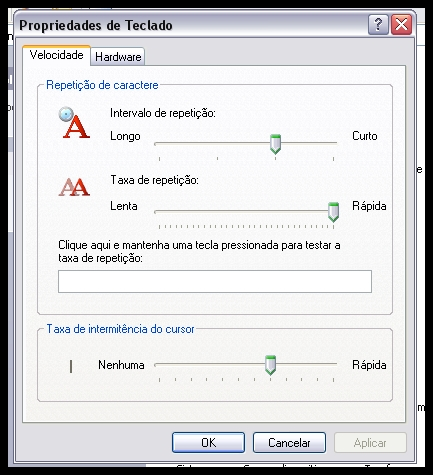 Propriedades de Teclado
Velocidade Hardware
Repetição de caractere
Intervalo de repetição:
Longo Curto
Taxa de repetição:
Lenta Rápida
Clique aqui e mantenha uma tecla pressionada para testar a
taxa de repetição:
Taxa de intermitência do cursor
Nenhuma Rápida
OK Cancelar Aplicar